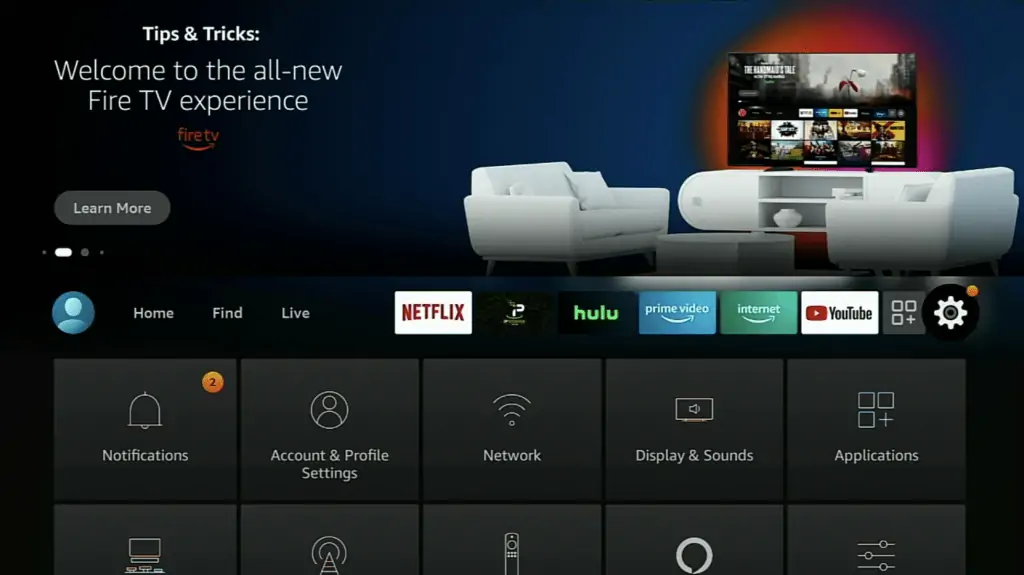 Tips & Tricks:
Welcome to the all-new
Fire TV experience
fire tv
THE HANDMAID'S TALE
Learn More
Home
Find
Live
NETFLIX
hulu
prime video
internet
YouTube
2
Notifications
Account & Profile
Settings
Network
Display & Sounds
Applications